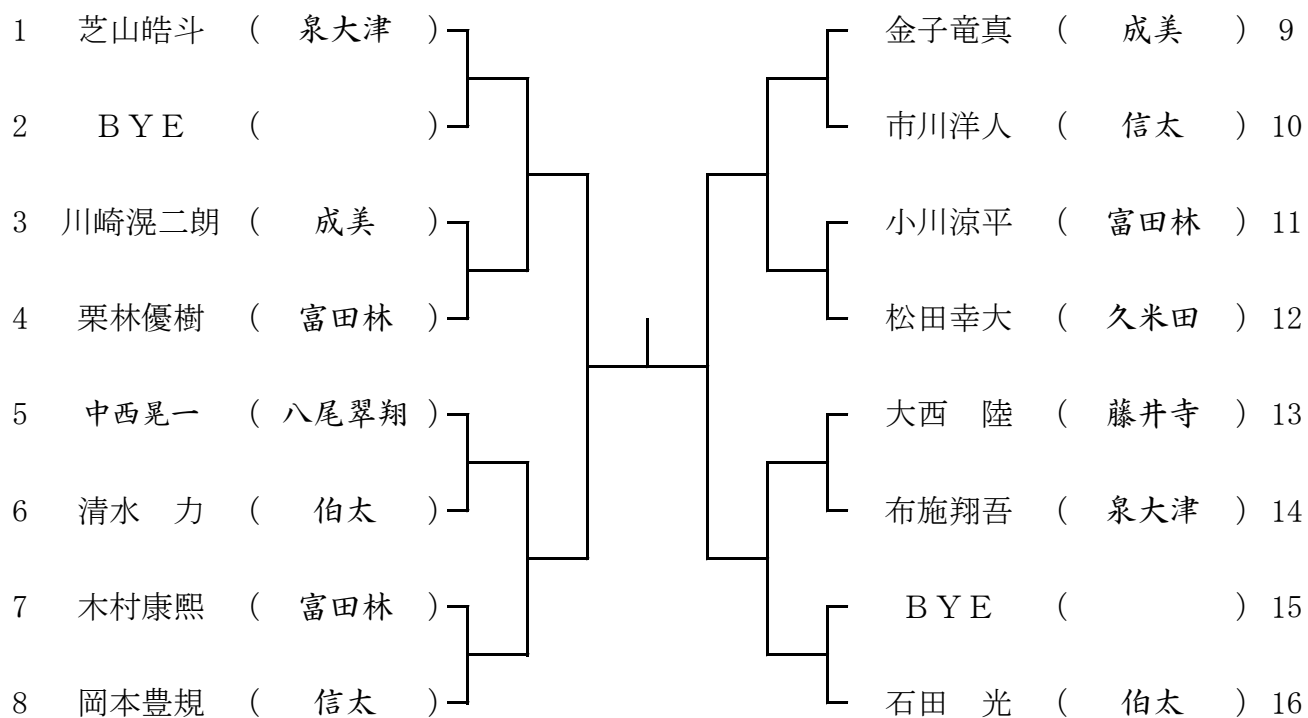 1 芝山皓斗 ( 泉大津 ) 金子竜真 ( 成美 ) 9
2 ＢＹＥ ( ) 市川洋人 ( 信太 ) 10
3 川崎滉二朗 ( 成美 ) 小川涼平 ( 富田林 ) 11
4 栗林優樹 ( 富田林 ) 松田幸大 ( 久米田 ) 12
5 中西晃一 ( 八尾翠翔 ) 大西　陸 ( 藤井寺 ) 13
6 清水　力 ( 伯太 ) 布施翔吾 ( 泉大津 ) 14
7 木村康熙 ( 富田林 ) ＢＹＥ ( ) 15
8 岡本豊規 ( 信太 ) 石田　光 ( 伯太 ) 16